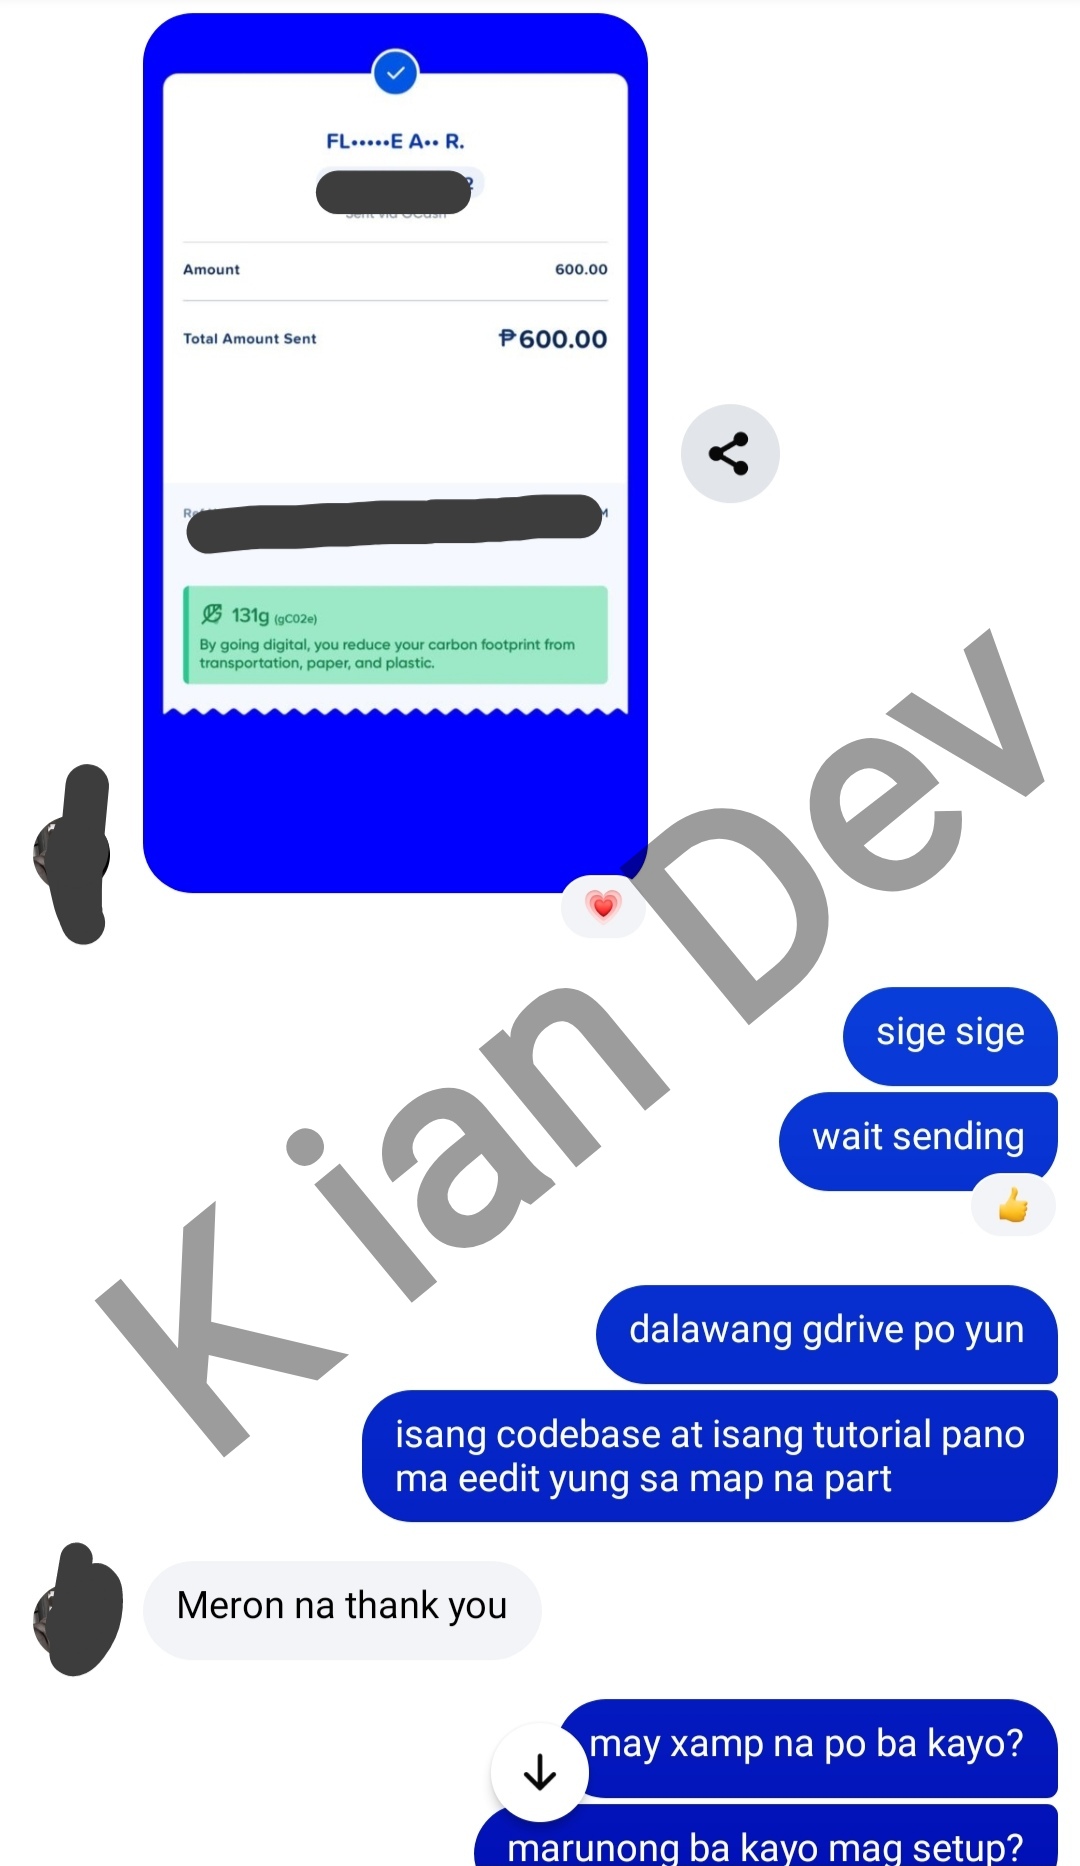 FL•••••E A•• R.
Amount 600.00
Total Amount Sent ₱600.00
131g (gCO2e)
By going digital, you reduce your carbon footprint from
transportation, paper, and plastic.
Kian Dev
sige sige
wait sending
dalawang gdrive po yun
isang codebase at isang tutorial pano
ma eedit yung sa map na part
Meron na thank you
may xamp na po ba kayo?
marunong ba kayo mag setup?